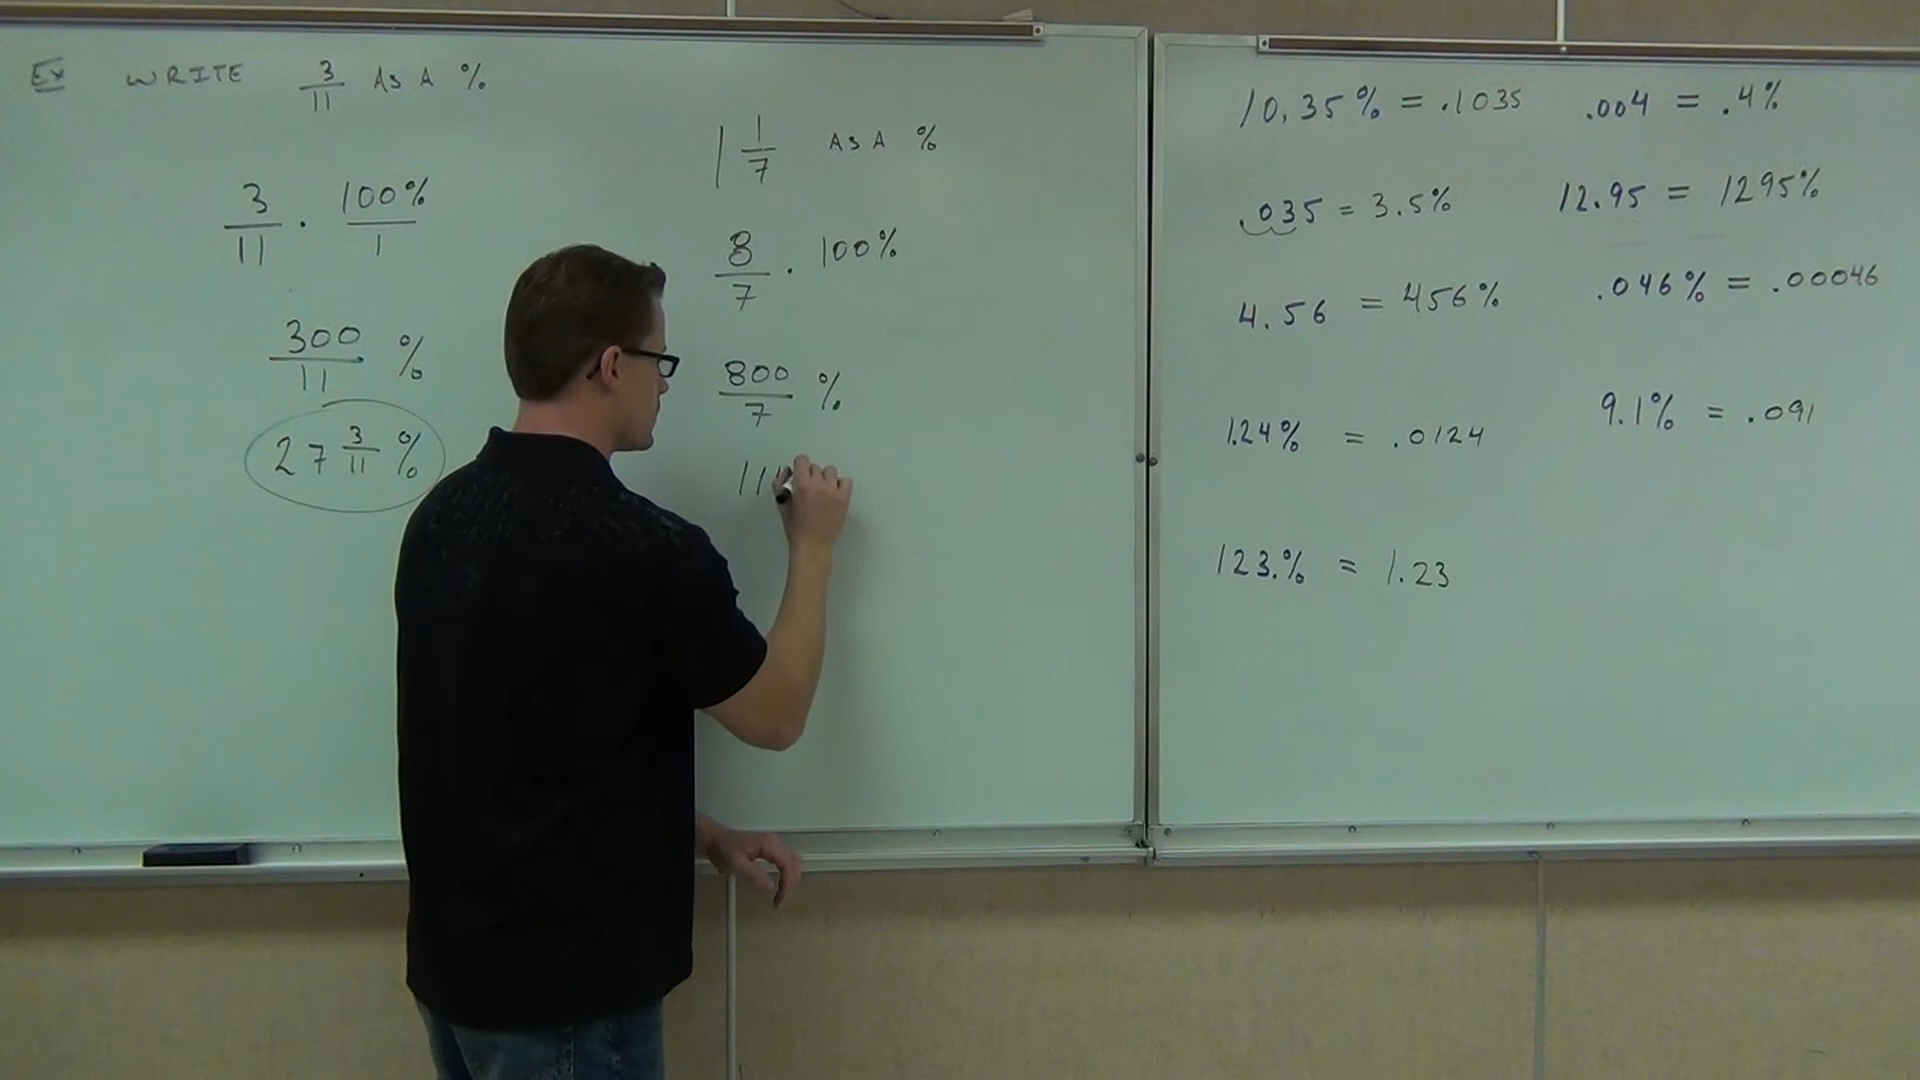 Ex WRITE 3/11 AS A %
3/11 · 100%/1
300/11 %
27 3/11 %
1 1/7 AS A %
8/7 · 100%
800/7 %
11
10.35% = .1035
.035 = 3.5%
4.56 = 456%
1.24% = .0124
123.% = 1.23
.004 = .4%
12.95 = 1295%
.046% = .00046
9.1% = .091